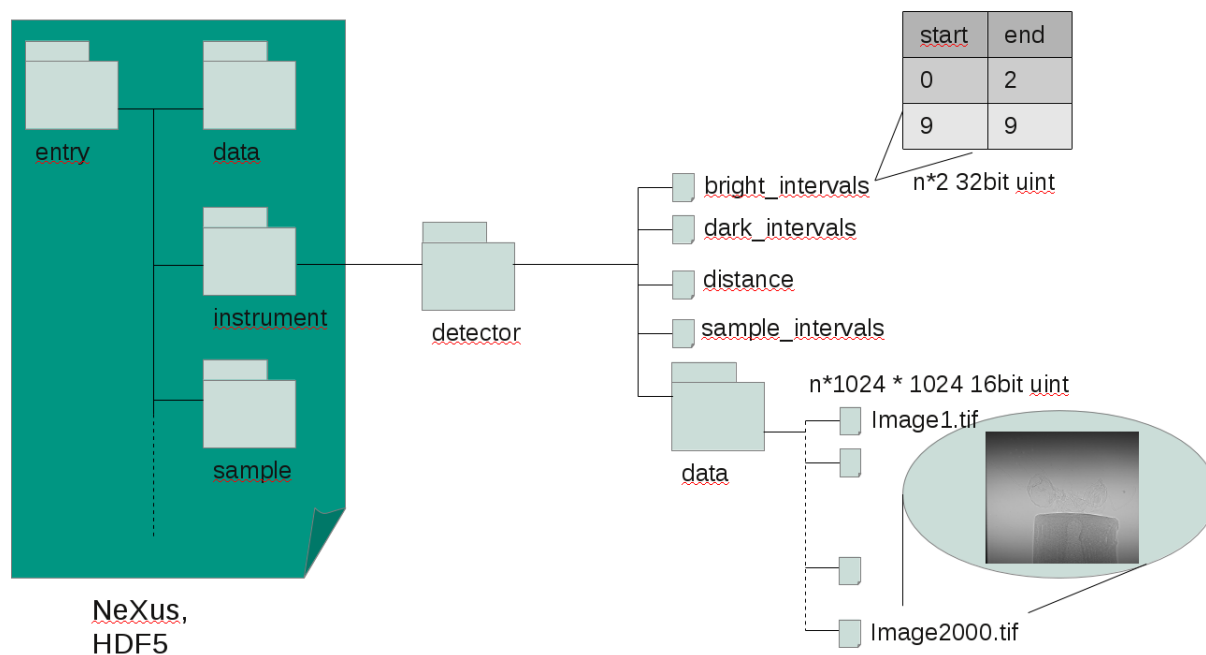 entry
data
instrument
sample
NeXus,
HDF5
detector
bright_intervals
dark_intervals
distance
sample_intervals
data
start end
0 2
9 9
n*2 32bit uint
n*1024 * 1024 16bit uint
Image1.tif
Image2000.tif